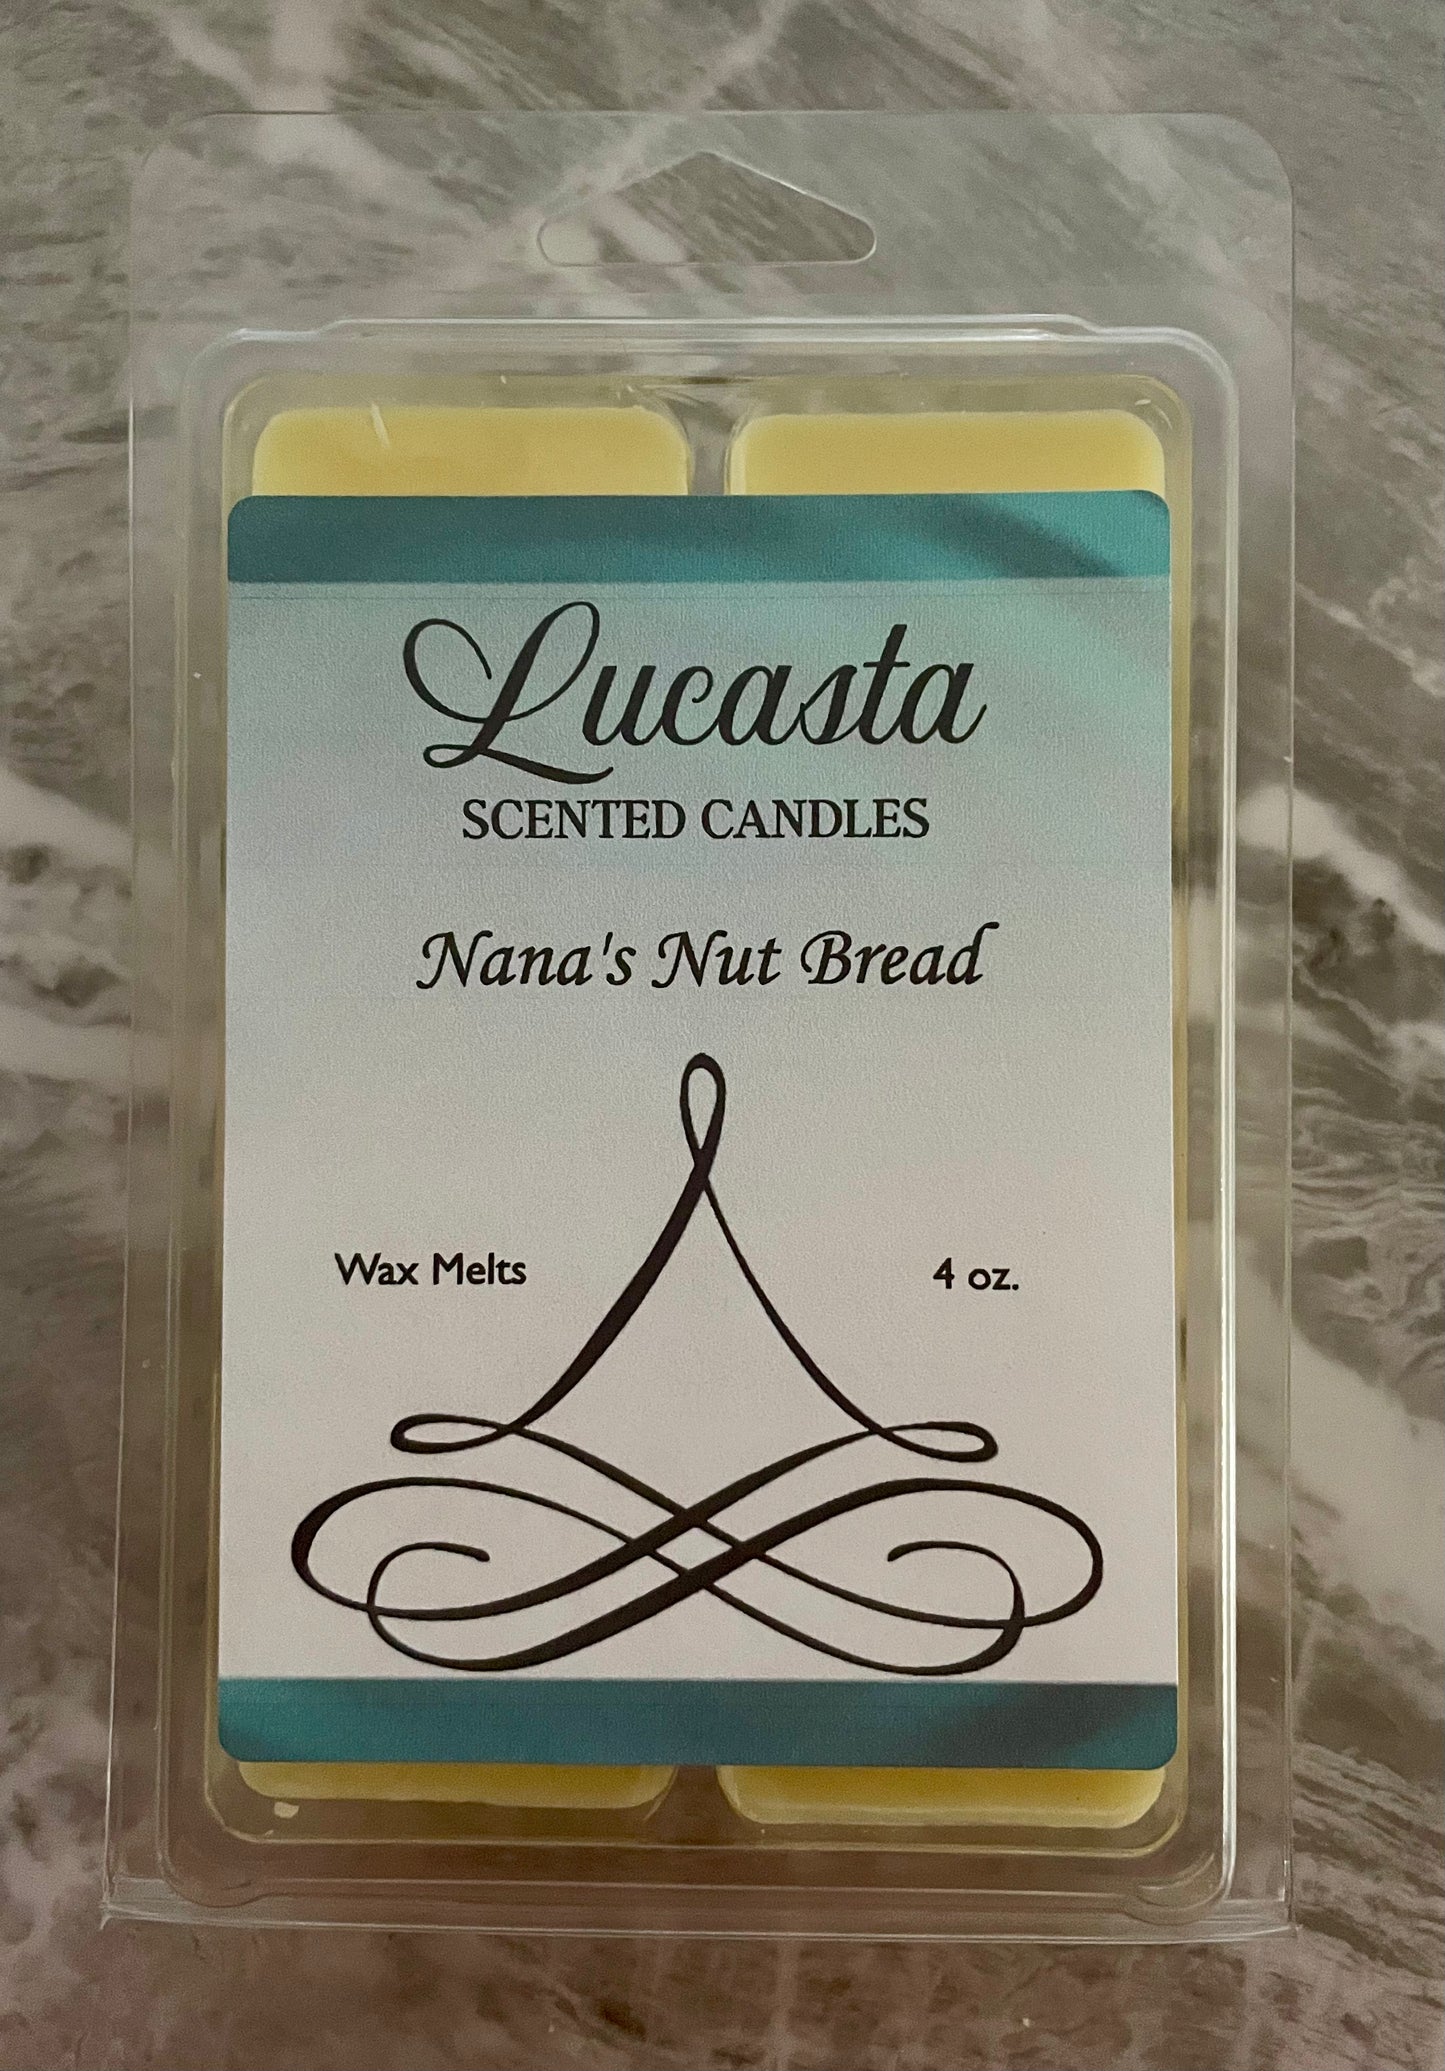 Lucasta
SCENTED CANDLES
Nana's Nut Bread
Wax Melts 4 oz.